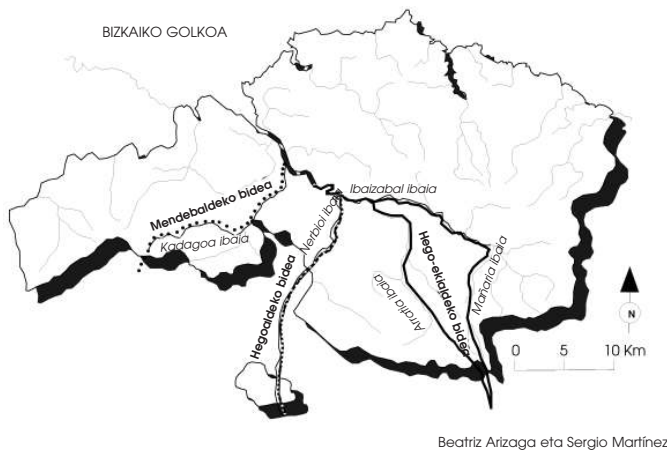 BIZKAIKO GOLKOA
Ibaizabal ibaia
Mendebaldeko bidea
Nerbioi ibaia
Kadagoa ibaia
Hegoaldeko bidea
Arratia ibaia
Hego-ekialdeko bidea
Mañaria ibaia
N
0 5 10 Km
Beatriz Arizaga eta Sergio Martínez